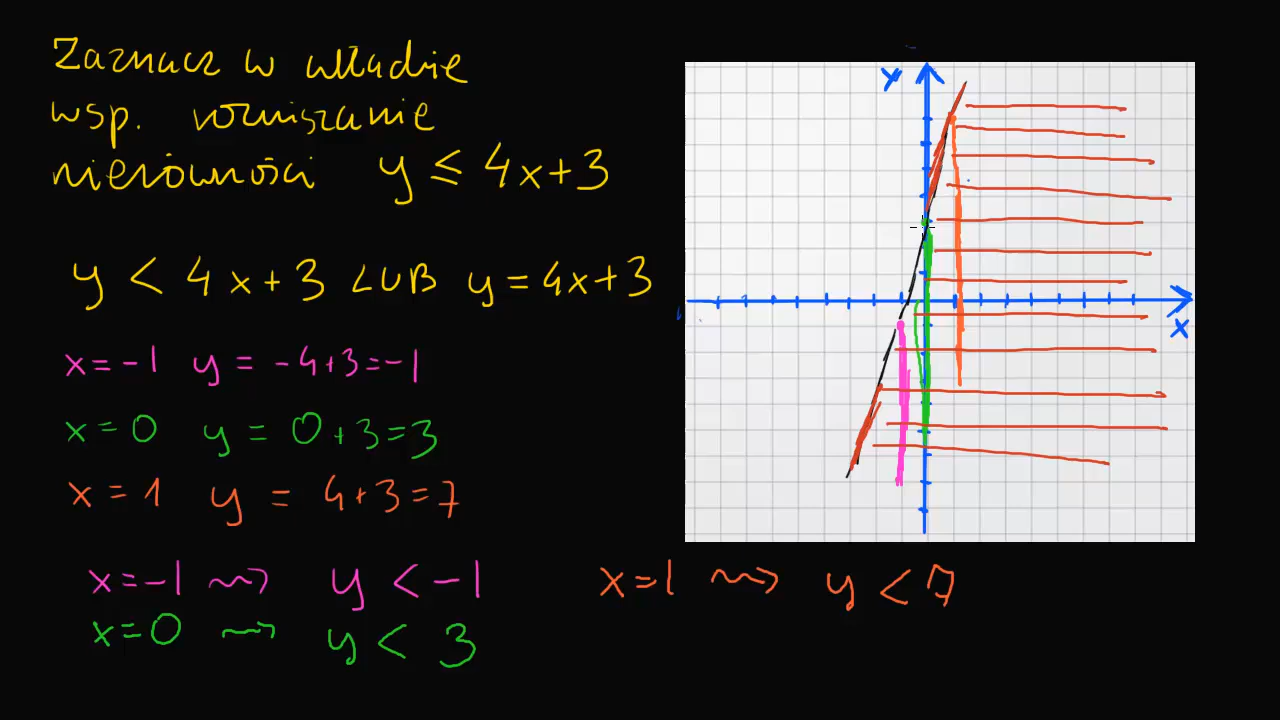 Zaznacz w układzie
wsp. rozwiązanie
nierówności y ≤ 4x+3
y < 4x+3 LUB y = 4x+3
x = -1 y = -4+3=-1
x = 0 y = 0+3=3
x = 1 y = 4+3=7
x=-1 ⇝ y < -1
x=1 ⇝ y < 7
x=0 ⇝ y < 3
y
x